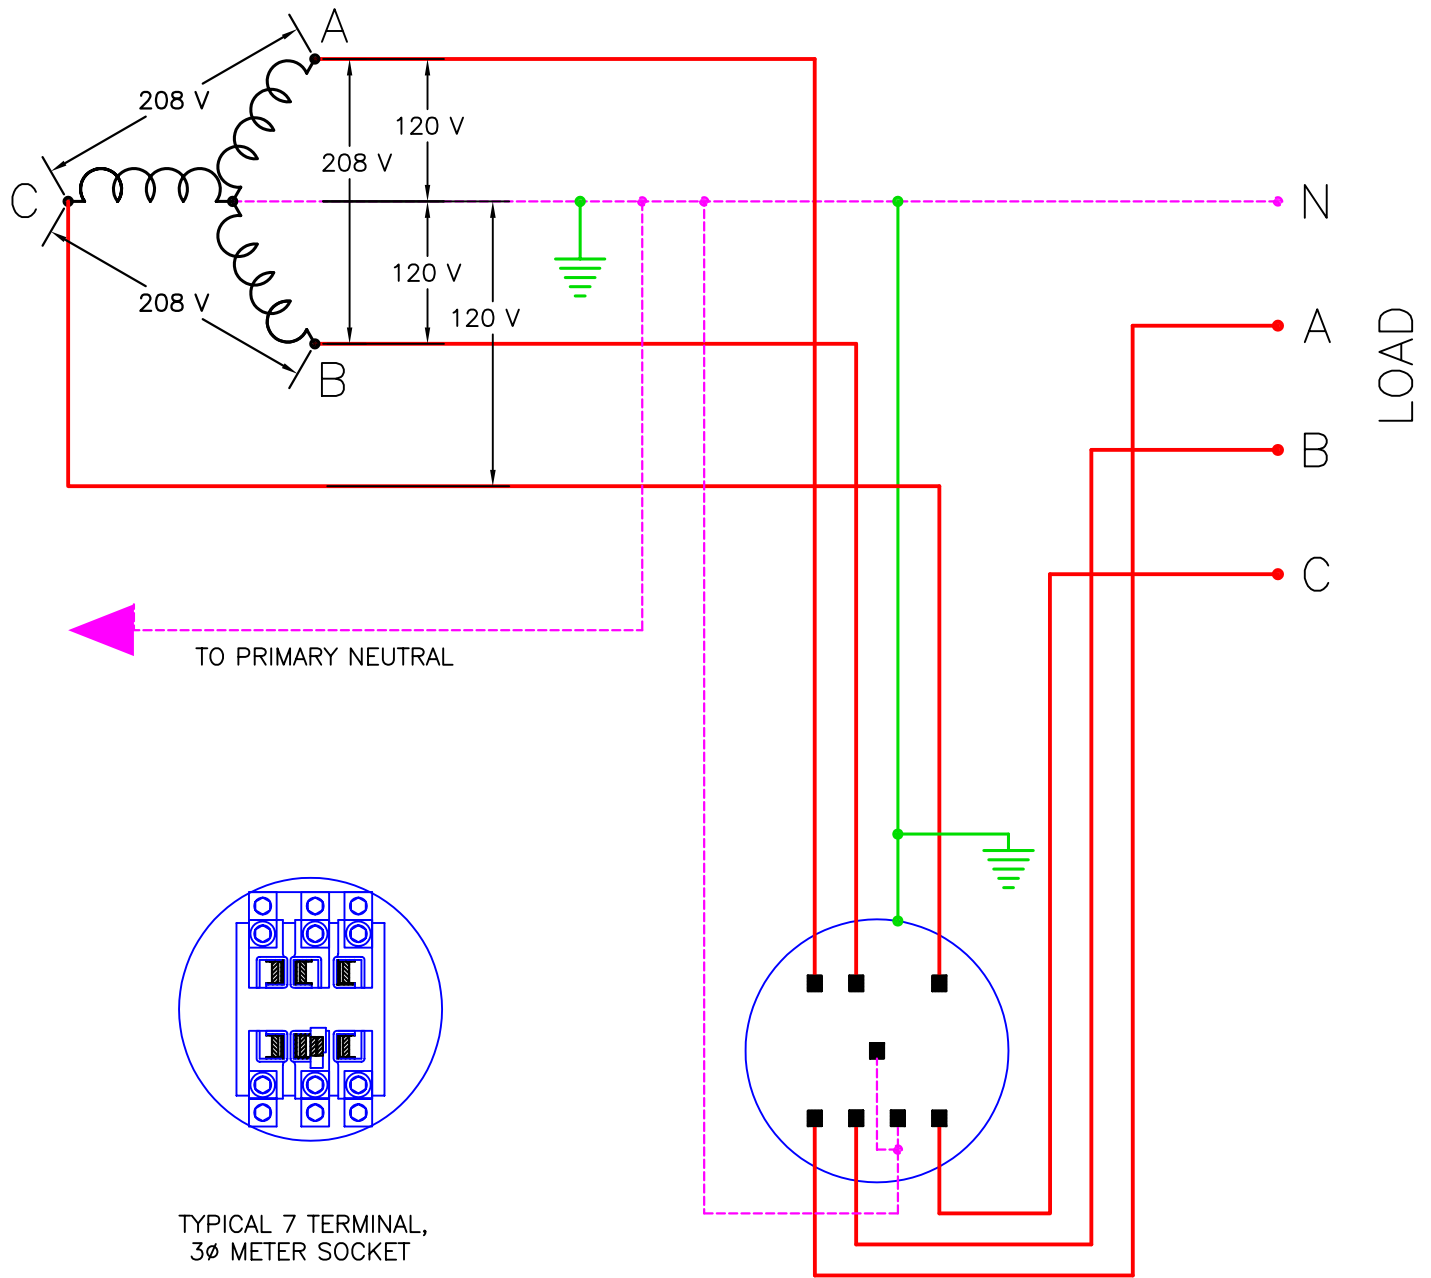 A
208 V
120 V
208 V
C
N
120 V
208 V
120 V
A
LOAD
B
B
C
TO PRIMARY NEUTRAL
TYPICAL 7 TERMINAL,
3ø METER SOCKET